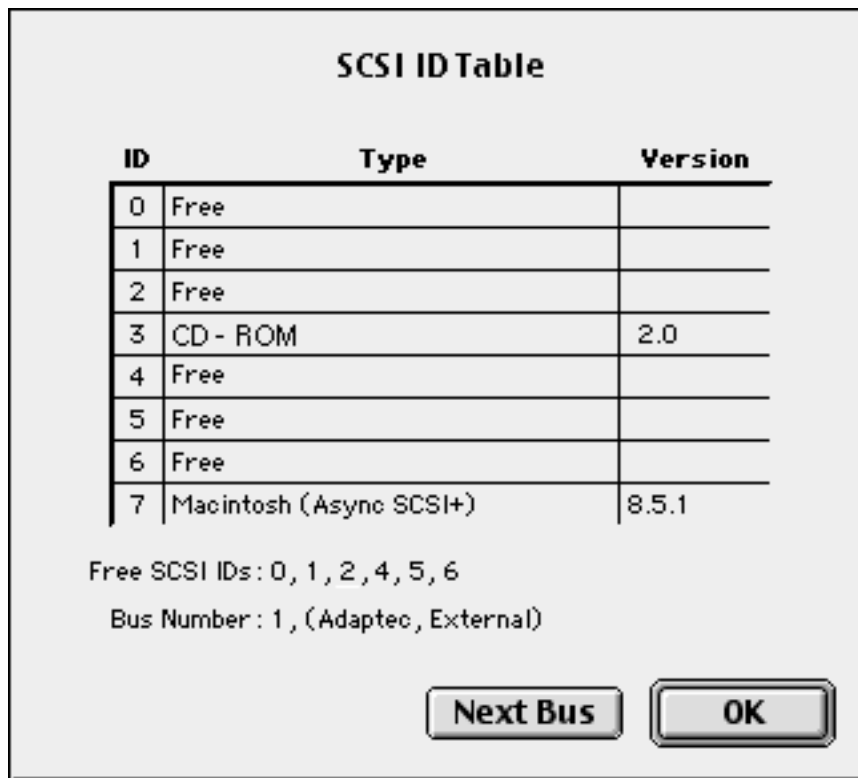 SCSI ID Table
ID Type Version
0 Free
1 Free
2 Free
3 CD - ROM 2.0
4 Free
5 Free
6 Free
7 Macintosh (Async SCSI+) 8.5.1
Free SCSI IDs: 0, 1, 2, 4, 5, 6
Bus Number: 1, (Adaptec, External)
Next Bus OK